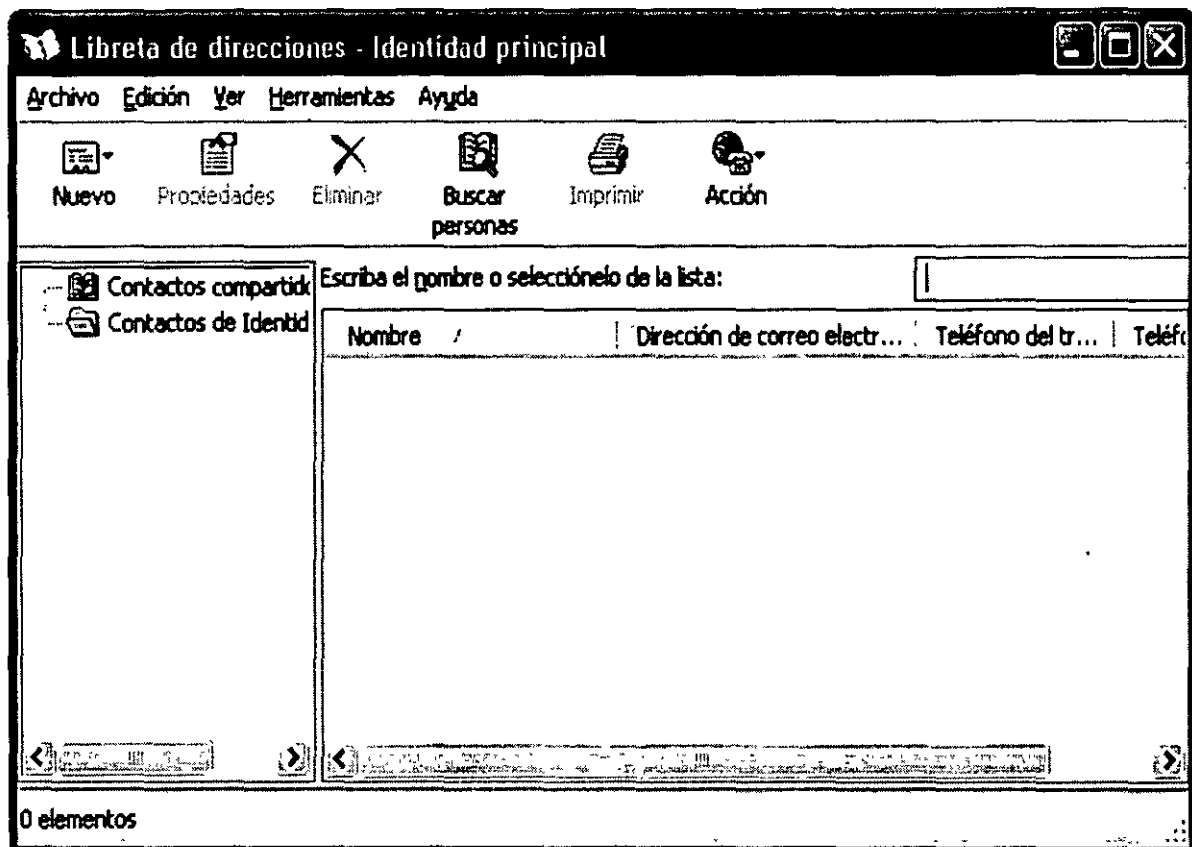 Libreta de direcciones - Identidad principal
Archivo Edición Ver Herramientas Ayuda
Nuevo Propiedades Eliminar Buscar personas Imprimir Acción
Contactos compartid
Contactos de Identid
Escriba el nombre o selecciónelo de la lista:
Nombre / Dirección de correo electr... Teléfono del tr... Teléf
0 elementos